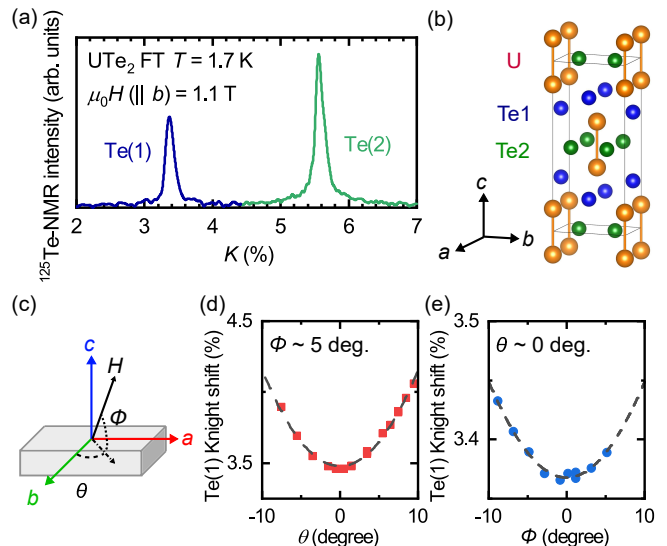 (a)
¹²⁵Te-NMR intensity (arb. units)
UTe₂ FT T = 1.7 K
μ₀H (|| b) = 1.1 T
Te(1)
Te(2)
2 3 4 5 6 7
K (%)
(b)
U
Te1
Te2
c
a
b
(c)
c
H
Φ
a
b
θ
(d)
Te(1) Knight shift (%)
4.5
3.5
Φ ~ 5 deg.
-10 0 10
θ (degree)
(e)
Te(1) Knight shift (%)
3.5
3.4
θ ~ 0 deg.
-10 0 10
Φ (degree)